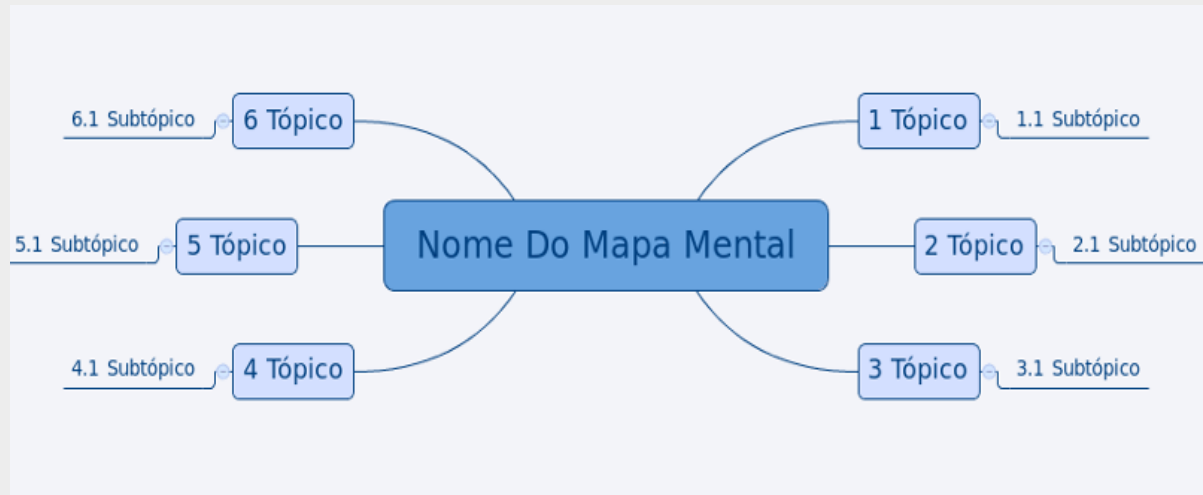 6 Tópico
6.1 Subtópico
1 Tópico
1.1 Subtópico
5 Tópico
5.1 Subtópico
Nome Do Mapa Mental
2 Tópico
2.1 Subtópico
4 Tópico
4.1 Subtópico
3 Tópico
3.1 Subtópico